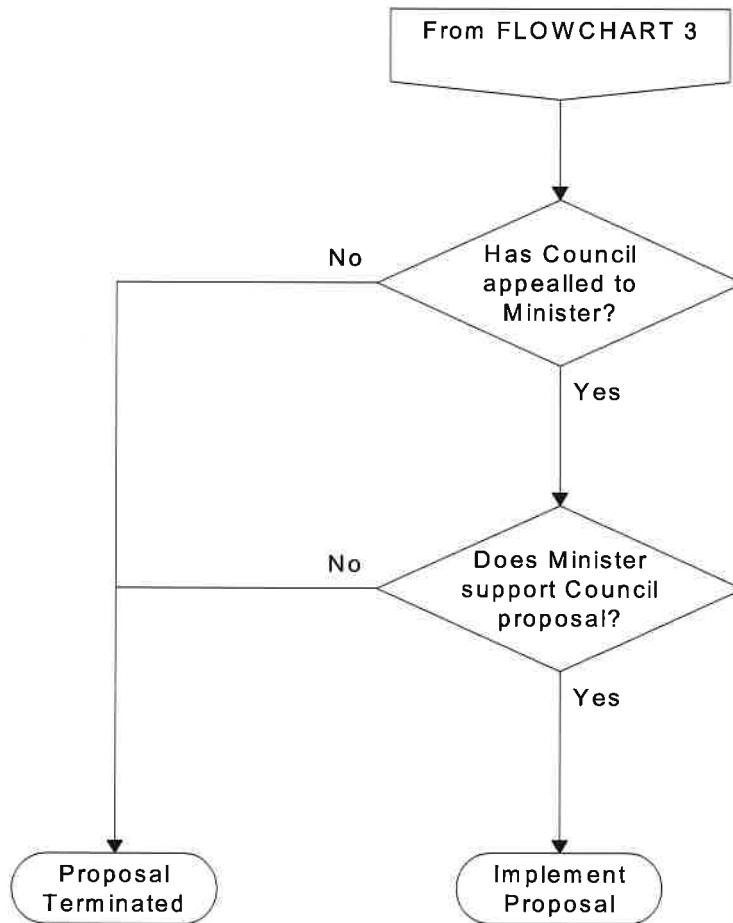 From FLOWCHART 3
No
Has Council
appealled to
Minister?
Yes
No
Does Minister
support Council
proposal?
Yes
Proposal
Terminated
Implement
Proposal